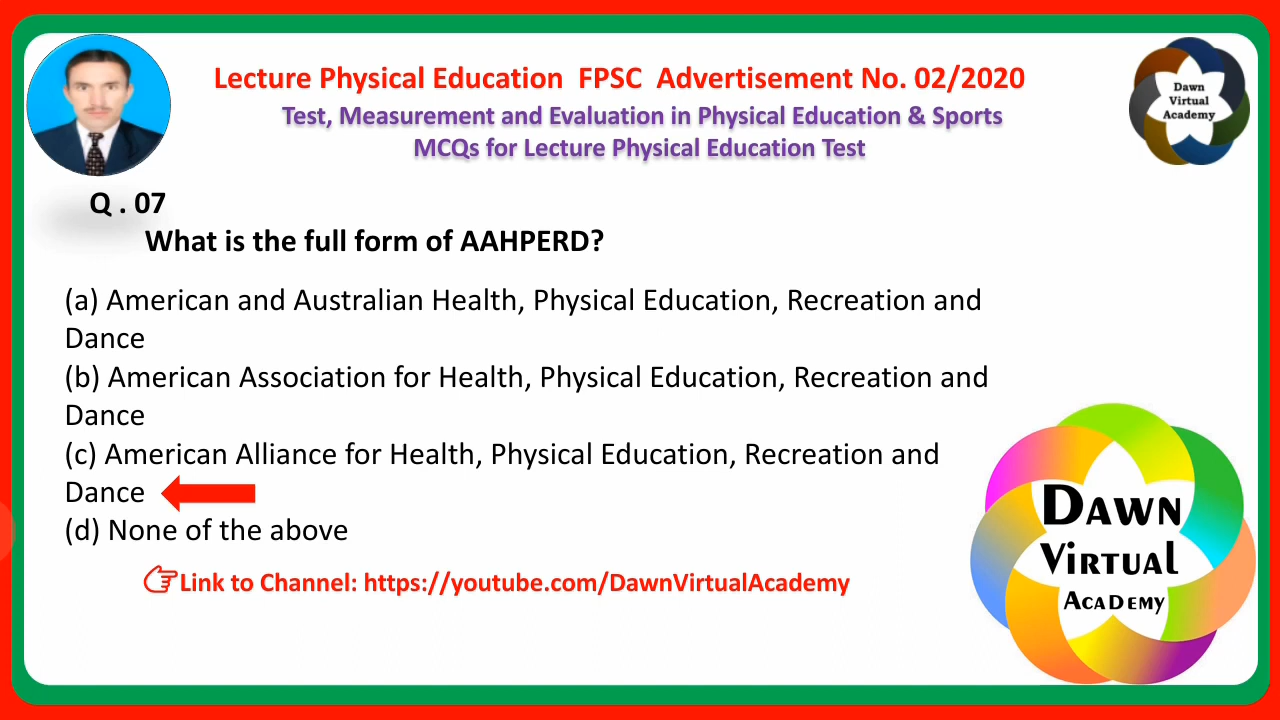 Lecture Physical Education FPSC Advertisement No. 02/2020
Test, Measurement and Evaluation in Physical Education & Sports
MCQs for Lecture Physical Education Test
Dawn
Virtual
Academy
Q . 07
What is the full form of AAHPERD?
(a) American and Australian Health, Physical Education, Recreation and
Dance
(b) American Association for Health, Physical Education, Recreation and
Dance
(c) American Alliance for Health, Physical Education, Recreation and
Dance
(d) None of the above
Link to Channel: https://youtube.com/DawnVirtualAcademy
DAWN
VIRTUAL
ACADEMY